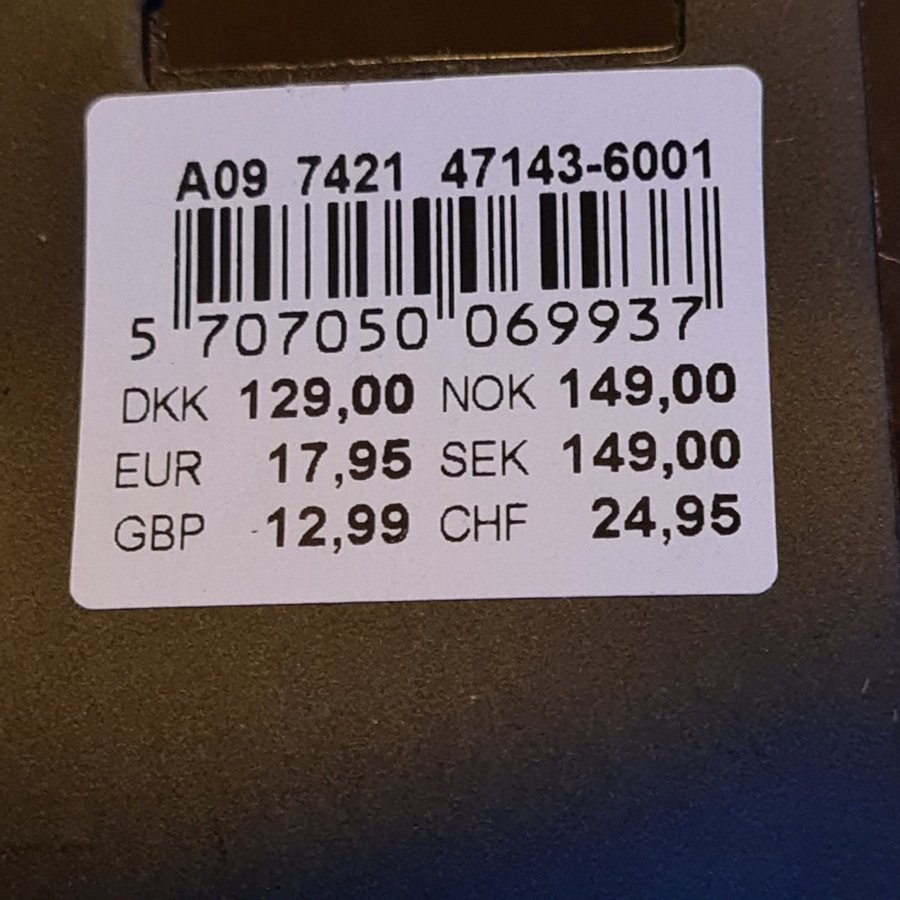 A09 7421 47143-6001
5 707050 069937
DKK 129,00 NOK 149,00
EUR 17,95 SEK 149,00
GBP 12,99 CHF 24,95